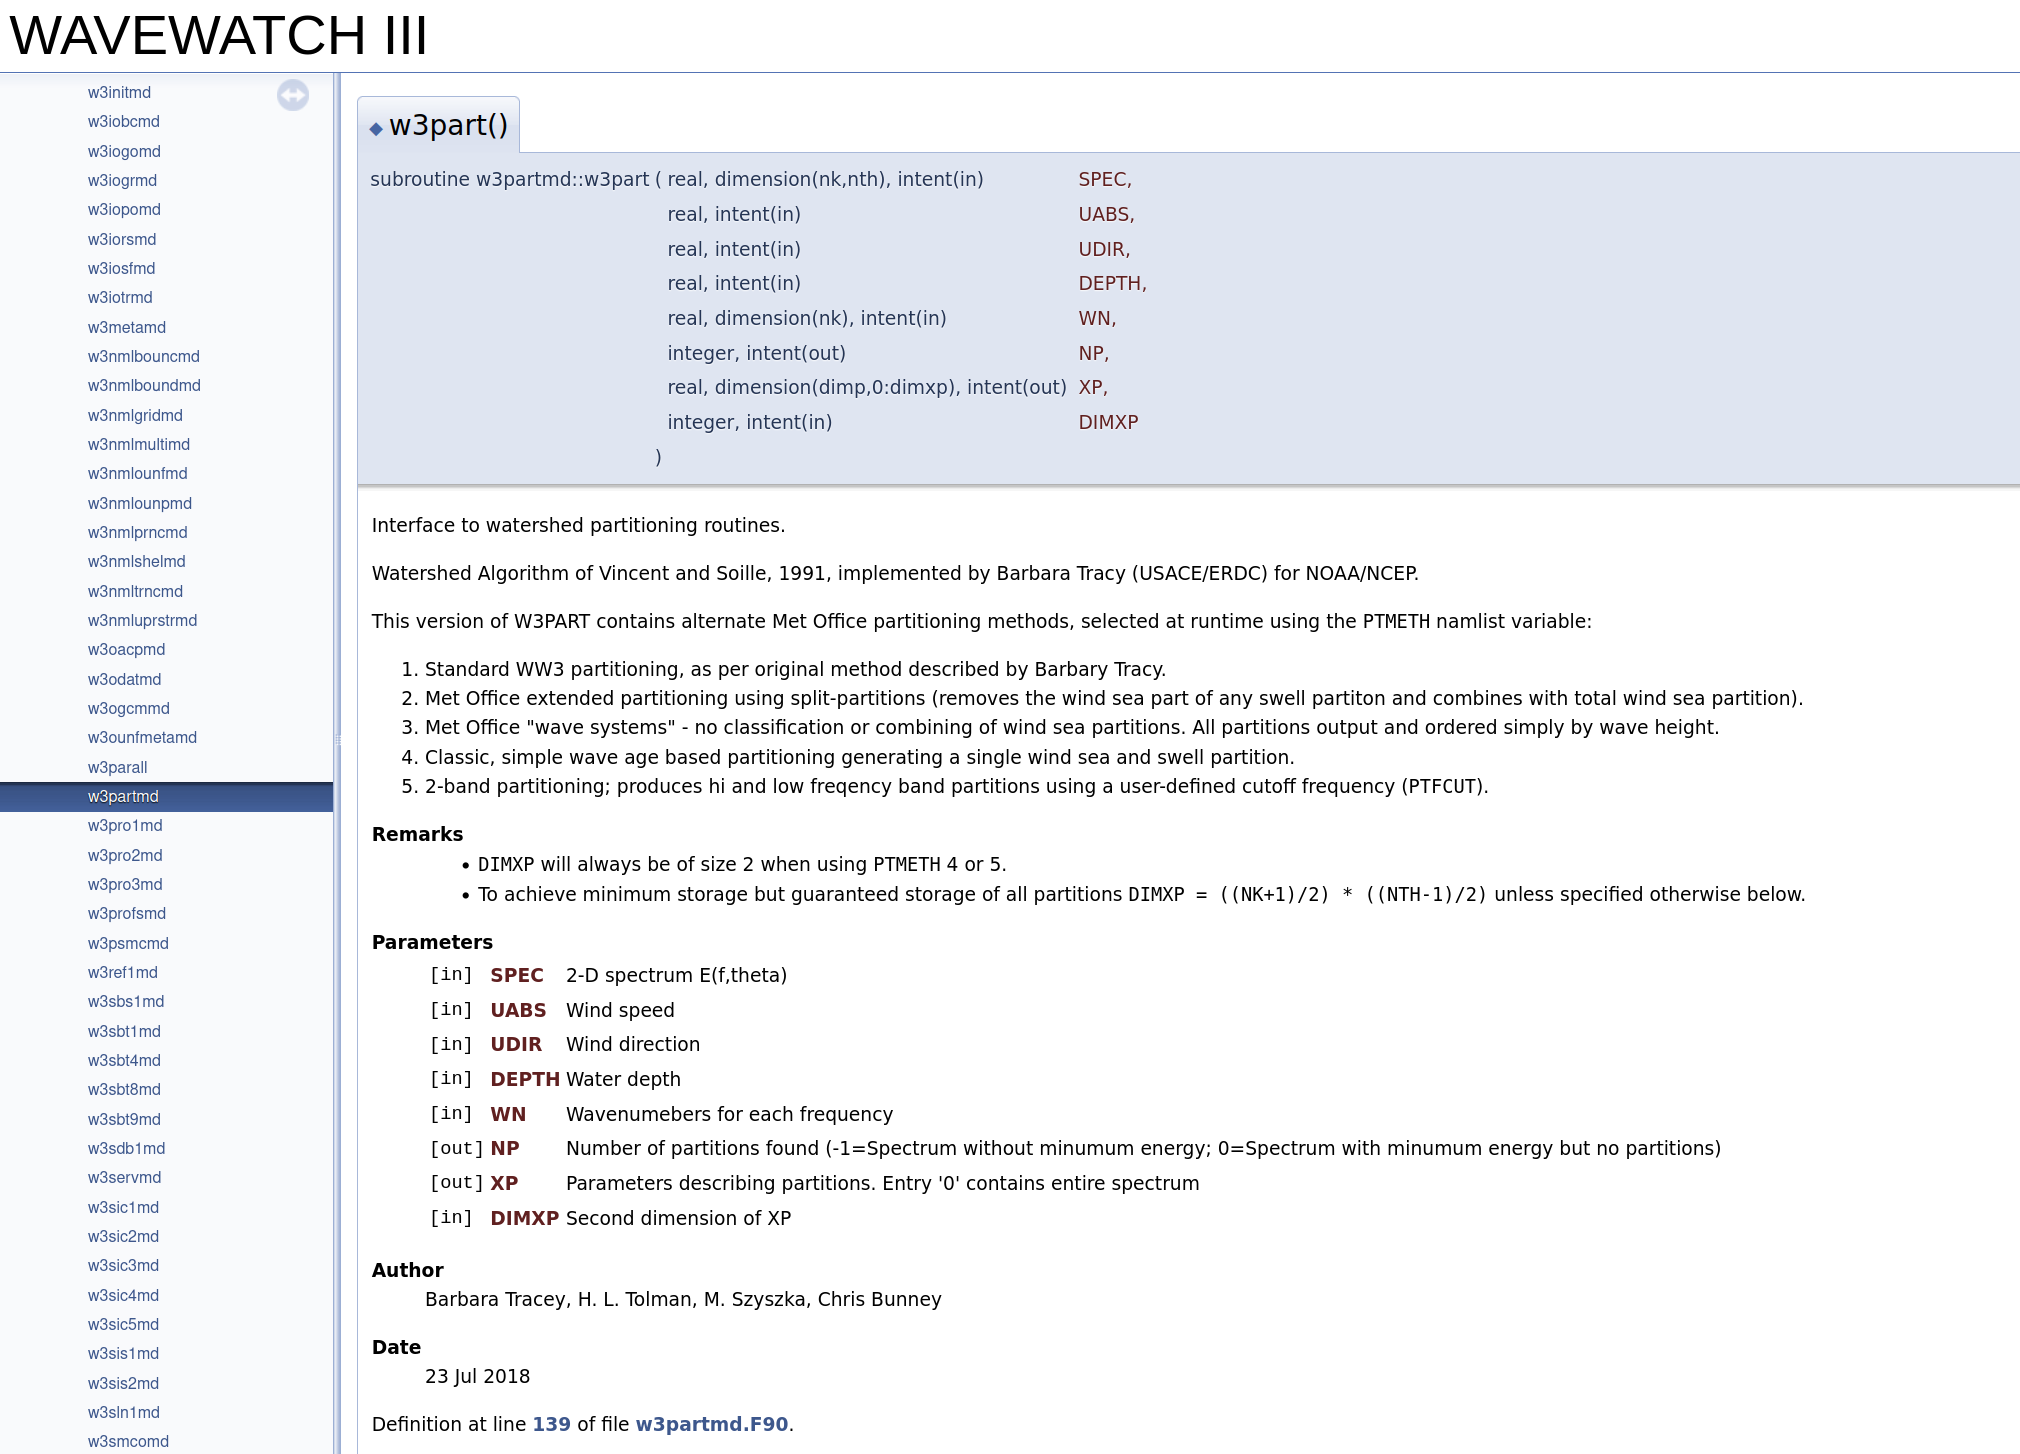 WAVEWATCH III
w3initmd
w3iobcmd
w3iogomd
w3iogrmd
w3iopomd
w3iorsmd
w3iosfmd
w3iotrmd
w3metamd
w3nmlbouncmd
w3nmlboundmd
w3nmlgridmd
w3nmlmultimd
w3nmlounfmd
w3nmlounpmd
w3nmlprncmd
w3nmlshelmd
w3nmltrncmd
w3nmluprstrmd
w3oacpmd
w3odatmd
w3ogcmmd
w3ounfmetamd
w3parall
w3partmd
w3pro1md
w3pro2md
w3pro3md
w3profsmd
w3psmcmd
w3ref1md
w3sbs1md
w3sbt1md
w3sbt4md
w3sbt8md
w3sbt9md
w3sdb1md
w3servmd
w3sic1md
w3sic2md
w3sic3md
w3sic4md
w3sic5md
w3sis1md
w3sis2md
w3sln1md
w3smcomd
◆ w3part()
subroutine w3partmd::w3part ( real, dimension(nk,nth), intent(in) SPEC,
real, intent(in) UABS,
real, intent(in) UDIR,
real, intent(in) DEPTH,
real, dimension(nk), intent(in) WN,
integer, intent(out) NP,
real, dimension(dimp,0:dimxp), intent(out) XP,
integer, intent(in) DIMXP
)
Interface to watershed partitioning routines.
Watershed Algorithm of Vincent and Soille, 1991, implemented by Barbara Tracy (USACE/ERDC) for NOAA/NCEP.
This version of W3PART contains alternate Met Office partitioning methods, selected at runtime using the PTMETH namlist variable:
1. Standard WW3 partitioning, as per original method described by Barbary Tracy.
2. Met Office extended partitioning using split-partitions (removes the wind sea part of any swell partiton and combines with total wind sea partition).
3. Met Office "wave systems" - no classification or combining of wind sea partitions. All partitions output and ordered simply by wave height.
4. Classic, simple wave age based partitioning generating a single wind sea and swell partition.
5. 2-band partitioning; produces hi and low freqency band partitions using a user-defined cutoff frequency (PTFCUT).
Remarks
• DIMXP will always be of size 2 when using PTMETH 4 or 5.
• To achieve minimum storage but guaranteed storage of all partitions DIMXP = ((NK+1)/2) * ((NTH-1)/2) unless specified otherwise below.
Parameters
[in] SPEC 2-D spectrum E(f,theta)
[in] UABS Wind speed
[in] UDIR Wind direction
[in] DEPTH Water depth
[in] WN Wavenumebers for each frequency
[out] NP Number of partitions found (-1=Spectrum without minumum energy; 0=Spectrum with minumum energy but no partitions)
[out] XP Parameters describing partitions. Entry '0' contains entire spectrum
[in] DIMXP Second dimension of XP
Author
Barbara Tracey, H. L. Tolman, M. Szyszka, Chris Bunney
Date
23 Jul 2018
Definition at line 139 of file w3partmd.F90.